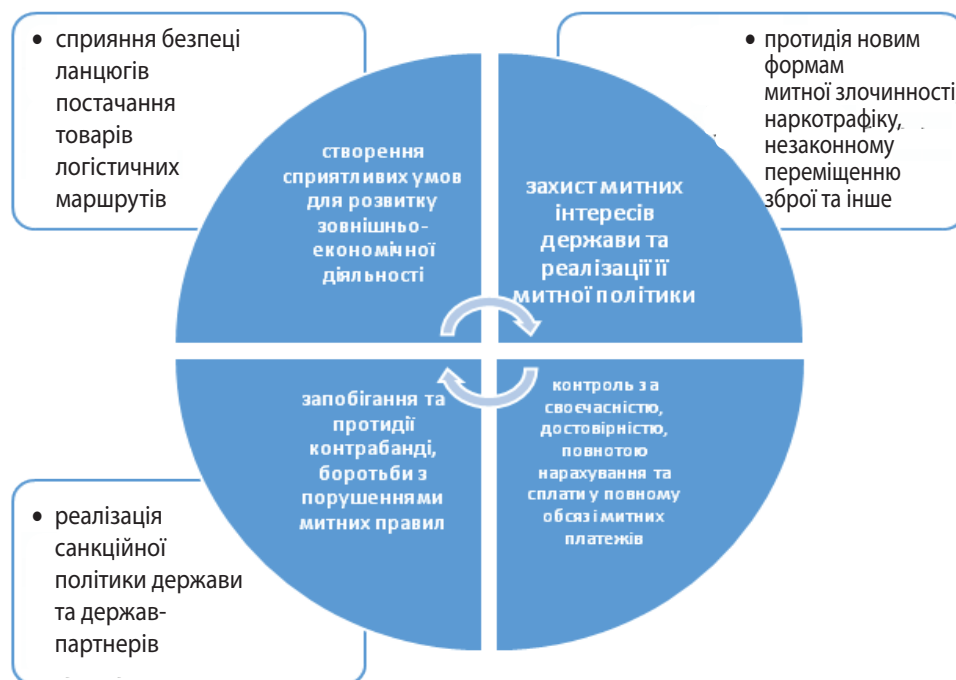 • сприяння безпеці
ланцюгів
постачання
товарів
логістичних
маршрутів
• протидія новим
формам
митної злочинності
наркотрафіку,
незаконному
переміщенню
зброї та інше
створення
сприятливих умов
для розвитку
зовнішньо-
економічної
діяльності
захист митних
інтересів
держави та
реалізації її
митної політики
запобігання та
протидії
контрабанді,
боротьби з
порушеннями
митних правил
контроль за
своєчасністю,
достовірністю,
повнотою
нарахування та
сплати у повному
обсязі митних
платежів
• реалізація
санкційної
політики держави
та держав-
партнерів